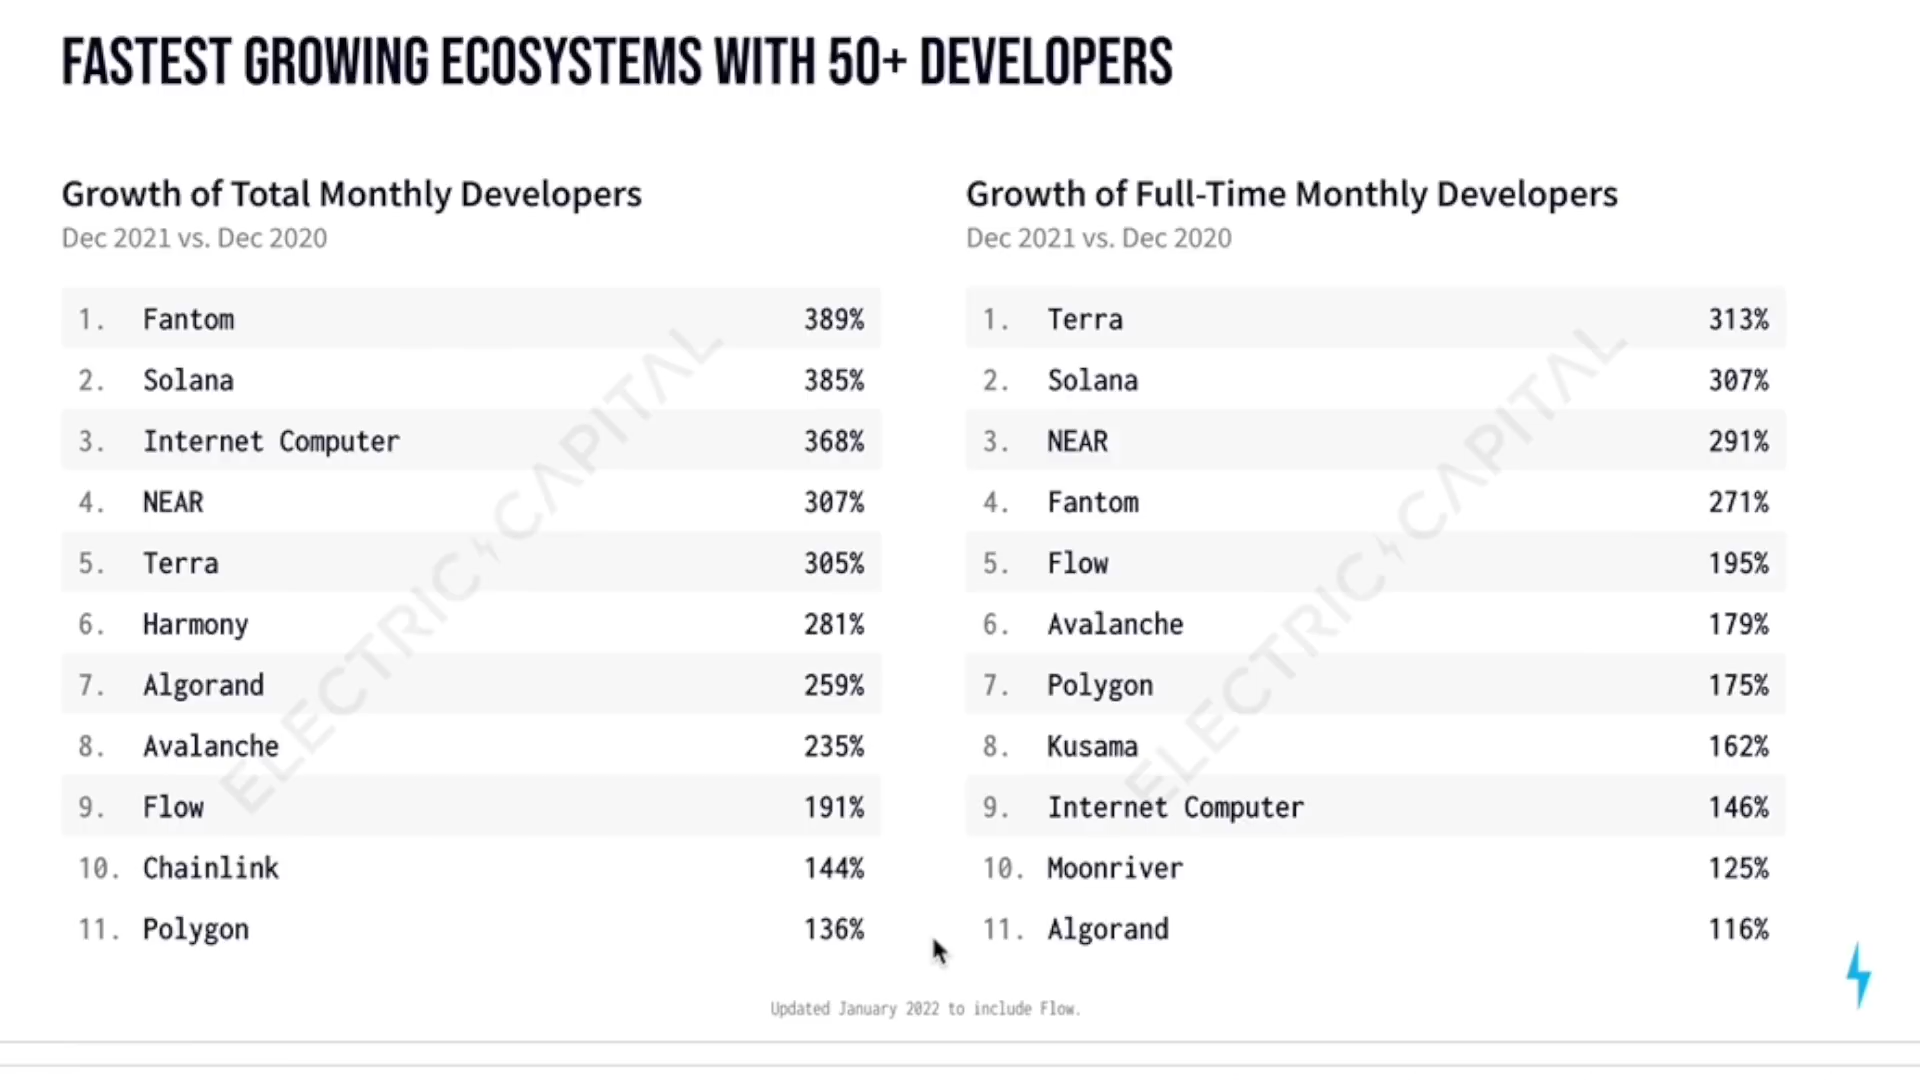 FASTEST GROWING ECOSYSTEMS WITH 50+ DEVELOPERS
Growth of Total Monthly Developers
Dec 2021 vs. Dec 2020
1. Fantom 389%
2. Solana 385%
3. Internet Computer 368%
4. NEAR 307%
5. Terra 305%
6. Harmony 281%
7. Algorand 259%
8. Avalanche 235%
9. Flow 191%
10. Chainlink 144%
11. Polygon 136%
ELECTRIC CAPITAL
Growth of Full-Time Monthly Developers
Dec 2021 vs. Dec 2020
1. Terra 313%
2. Solana 307%
3. NEAR 291%
4. Fantom 271%
5. Flow 195%
6. Avalanche 179%
7. Polygon 175%
8. Kusama 162%
9. Internet Computer 146%
10. Moonriver 125%
11. Algorand 116%
ELECTRIC CAPITAL
Updated January 2022 to include Flow.